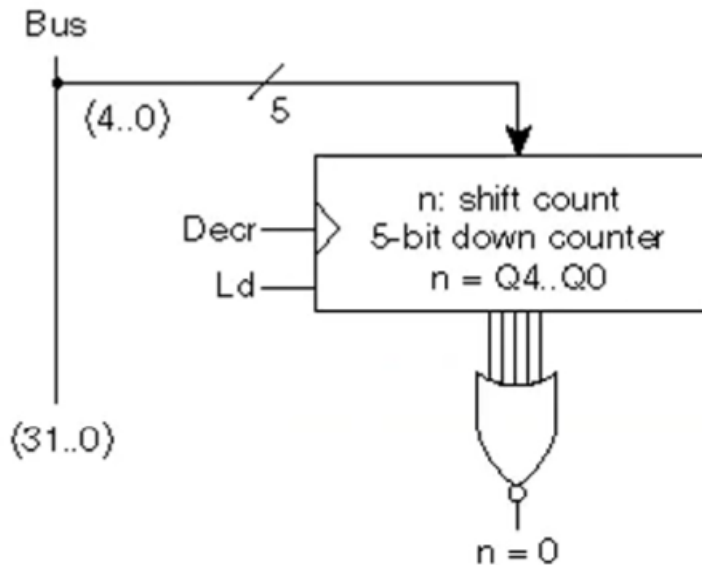 Bus
⟨4..0⟩
5
n: shift count
5-bit down counter
n = Q4..Q0
Decr
Ld
⟨31..0⟩
n = 0